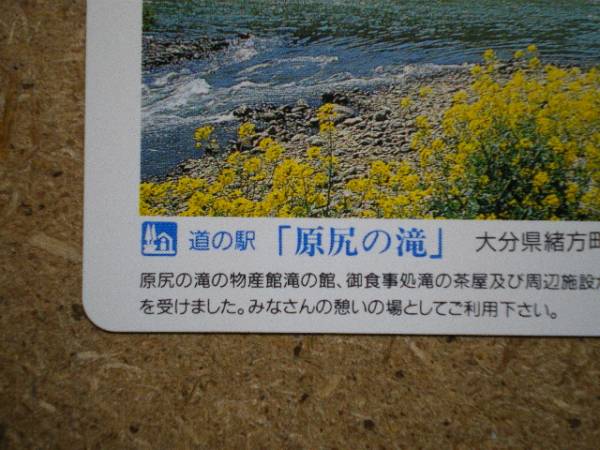 道の駅 「原尻の滝」 大分県緒方町
原尻の滝の物産館滝の館、御食事処滝の茶屋及び周辺施設が
を受けました。みなさんの憩いの場としてご利用下さい。